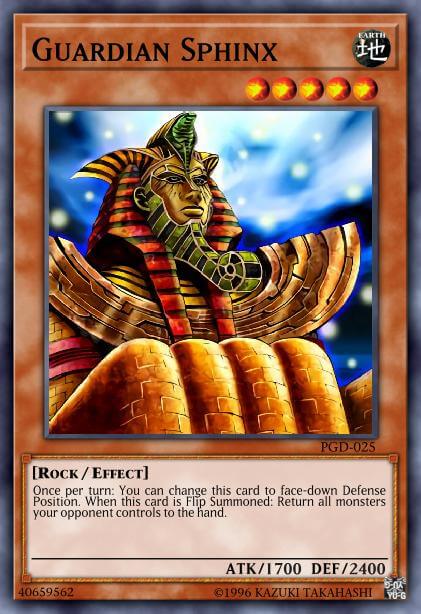 Guardian Sphinx
EARTH
地
PGD-025
[Rock / Effect]
Once per turn: You can change this card to face-down Defense
Position. When this card is Flip Summoned: Return all monsters
your opponent controls to the hand.
ATK/1700 DEF/2400
40659562
©1996 KAZUKI TAKAHASHI